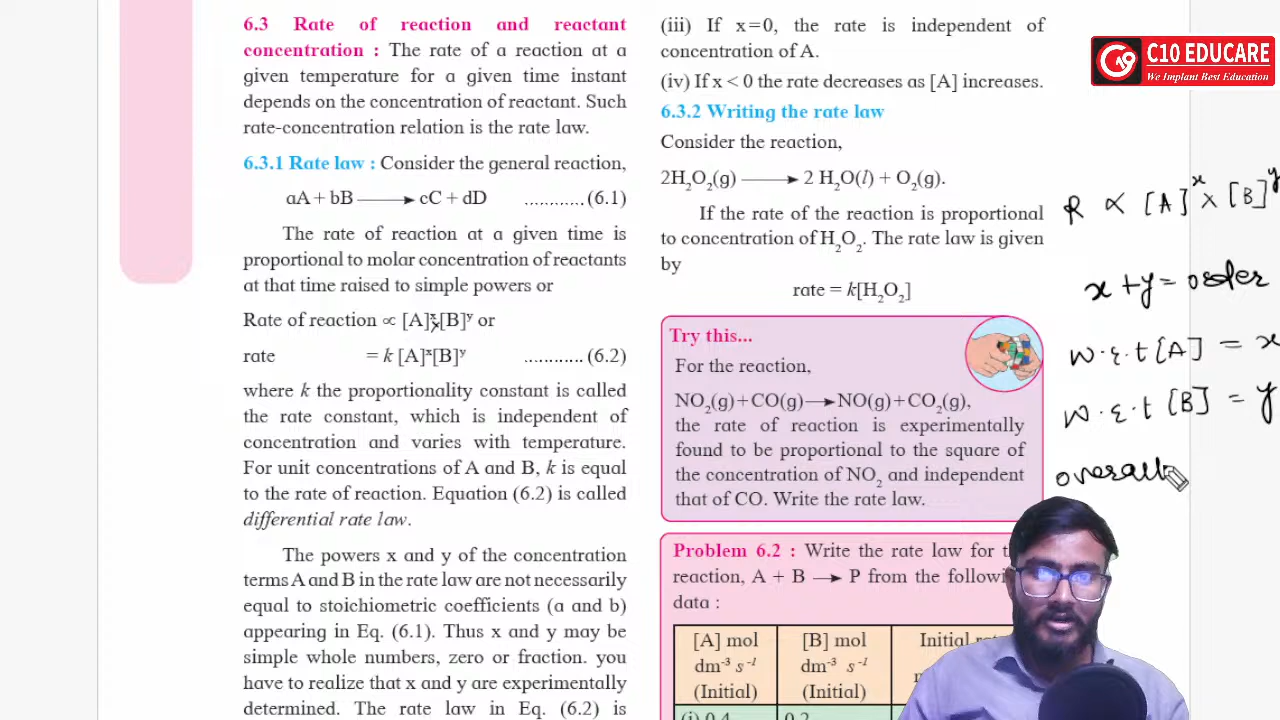 6.3 Rate of reaction and reactant
concentration : The rate of a reaction at a
given temperature for a given time instant
depends on the concentration of reactant. Such
rate-concentration relation is the rate law.
6.3.1 Rate law : Consider the general reaction,
aA + bB ⟶ cC + dD ............ (6.1)
The rate of reaction at a given time is
proportional to molar concentration of reactants
at that time raised to simple powers or
Rate of reaction ∝ [A]ˣ[B]ʸ or
rate = k [A]ˣ[B]ʸ ............ (6.2)
where k the proportionality constant is called
the rate constant, which is independent of
concentration and varies with temperature.
For unit concentrations of A and B, k is equal
to the rate of reaction. Equation (6.2) is called
differential rate law.
The powers x and y of the concentration
terms A and B in the rate law are not necessarily
equal to stoichiometric coefficients (a and b)
appearing in Eq. (6.1). Thus x and y may be
simple whole numbers, zero or fraction. you
have to realize that x and y are experimentally
determined. The rate law in Eq. (6.2) is
(iii) If x=0, the rate is independent of
concentration of A.
(iv) If x < 0 the rate decreases as [A] increases.
6.3.2 Writing the rate law
Consider the reaction,
2H₂O₂(g) ⟶ 2 H₂O(l) + O₂(g).
If the rate of the reaction is proportional
to concentration of H₂O₂. The rate law is given
by
rate = k[H₂O₂]
Try this...
For the reaction,
NO₂(g)+CO(g)⟶NO(g)+CO₂(g),
the rate of reaction is experimentally
found to be proportional to the square of
the concentration of NO₂ and independent
that of CO. Write the rate law.
Problem 6.2 : Write the rate law for
reaction, A + B ⟶ P from the
data :
[A] mol
dm⁻³ s⁻¹
(Initial)
[B] mol
dm⁻³ s⁻¹
(Initial)
Initial
(i) 0.4 0.2
C10 EDUCARE
We Implant Best Education
R ∝ [A]ˣ × [B]ʸ
x + y = order
w.r.t [A] = x
w.r.t [B] = y
overall